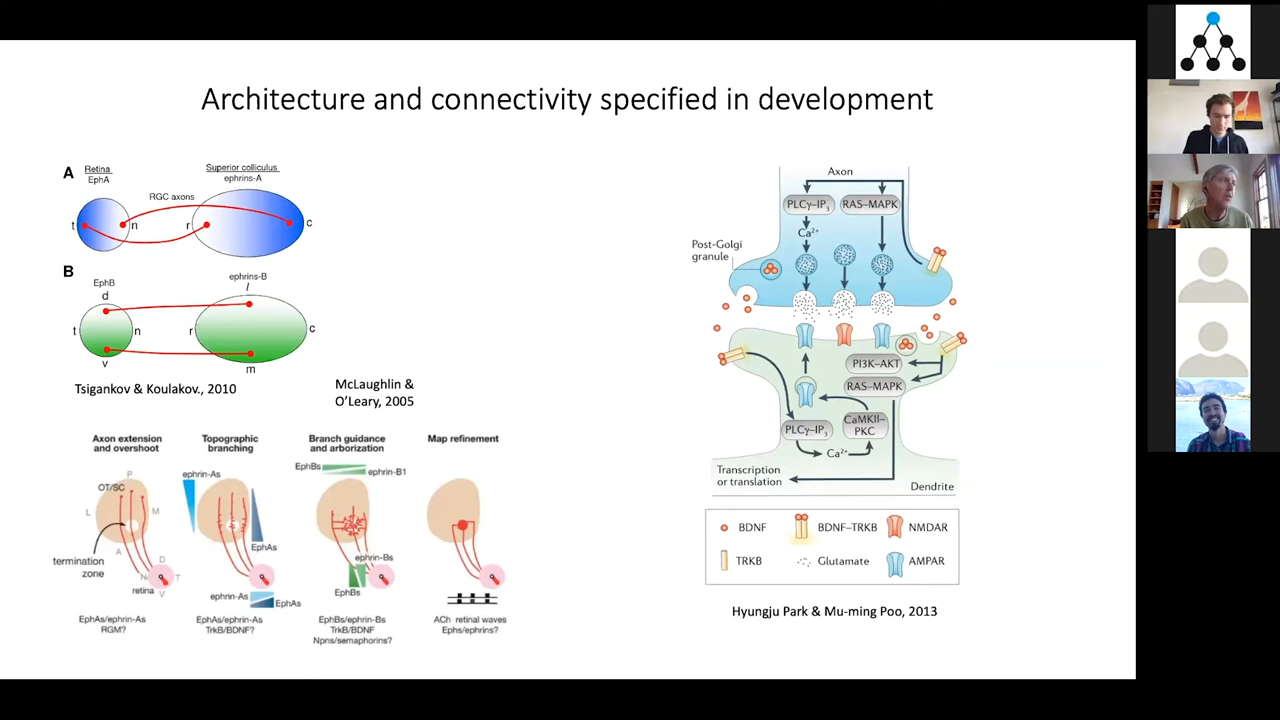 Architecture and connectivity specified in development
A
Retina
EphA
Superior colliculus
ephrins-A
RGC axons
t
n
r
c
B
EphB
d
ephrins-B
l
t
n
r
c
v
m
Tsigankov & Koulakov., 2010
McLaughlin &
O'Leary, 2005
Axon extension
and overshoot
Topographic
branching
Branch guidance
and arborization
Map refinement
P
OT/SC
L
M
A
termination
zone
D
N
T
V
retina
ephrin-As
EphAs
ephrin-As
EphAs
EphBs
ephrin-B1
ephrin-Bs
EphBs
EphAs/ephrin-As
RGM?
EphAs/ephrin-As
TrkB/BDNF?
EphBs/ephrin-Bs
TrkB/BDNF
Npns/semaphorins?
ACh retinal waves
Ephs/ephrins?
Axon
PLCγ–IP3
RAS–MAPK
Ca2+
Post-Golgi
granule
PI3K–AKT
RAS–MAPK
CaMKII–
PKC
PLCγ–IP3
Ca2+
Transcription
or translation
Dendrite
BDNF
BDNF–TRKB
NMDAR
TRKB
Glutamate
AMPAR
Hyungju Park & Mu-ming Poo, 2013